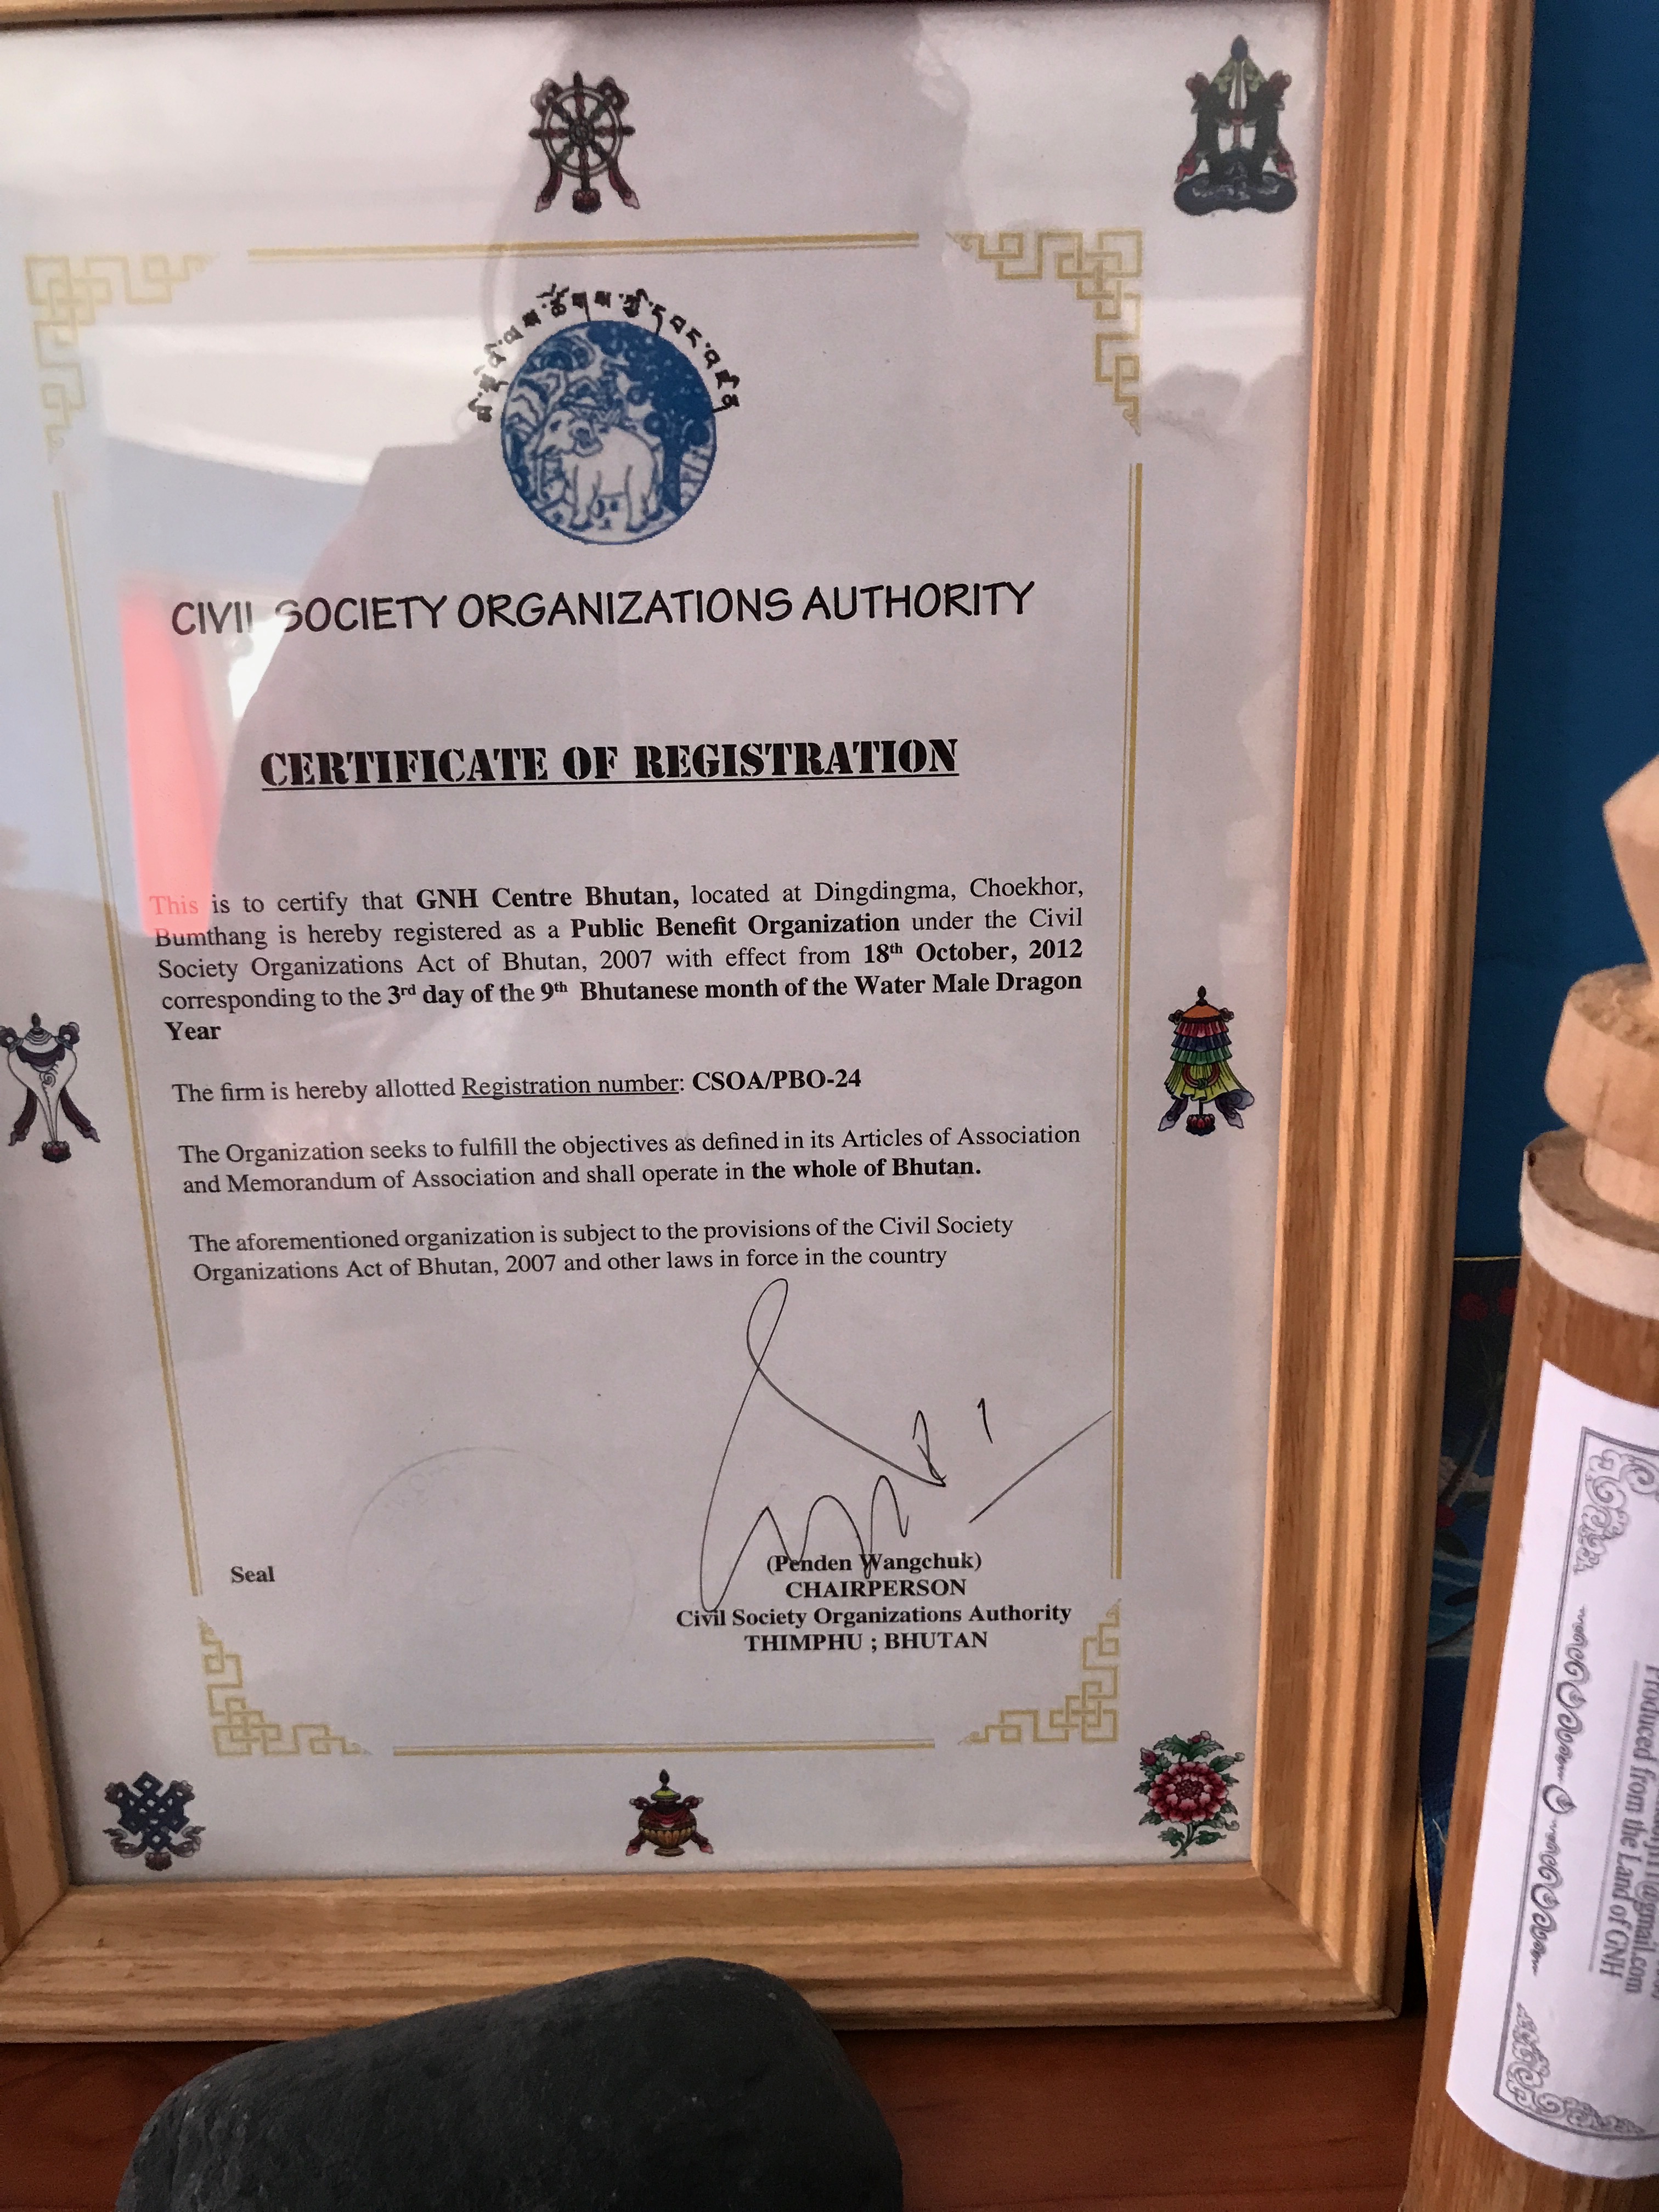 CIVIL SOCIETY ORGANIZATIONS AUTHORITY
CERTIFICATE OF REGISTRATION
This is to certify that GNH Centre Bhutan, located at Dingdingma, Choekhor,
Bumthang is hereby registered as a Public Benefit Organization under the Civil
Society Organizations Act of Bhutan, 2007 with effect from 18th October, 2012
corresponding to the 3rd day of the 9th Bhutanese month of the Water Male Dragon
Year
The firm is hereby allotted Registration number: CSOA/PBO-24
The Organization seeks to fulfill the objectives as defined in its Articles of Association
and Memorandum of Association and shall operate in the whole of Bhutan.
The aforementioned organization is subject to the provisions of the Civil Society
Organizations Act of Bhutan, 2007 and other laws in force in the country
Seal
(Penden Wangchuk)
CHAIRPERSON
Civil Society Organizations Authority
THIMPHU ; BHUTAN
@gmail.com
Produced from the Land of GNH